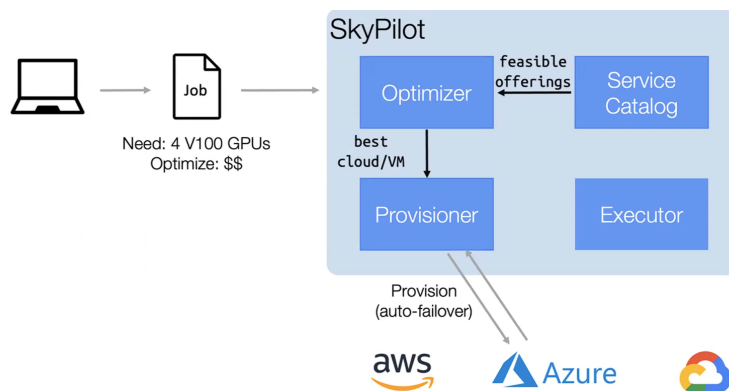 SkyPilot
Job
Need: 4 V100 GPUs
Optimize: $$
Optimizer
feasible
offerings
Service
Catalog
best
cloud/VM
Provisioner
Executor
Provision
(auto-failover)
aws
Azure